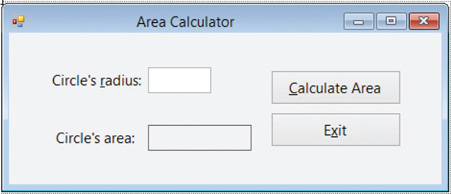 Area Calculator
Circle's radius:
Calculate Area
Circle's area:
Exit